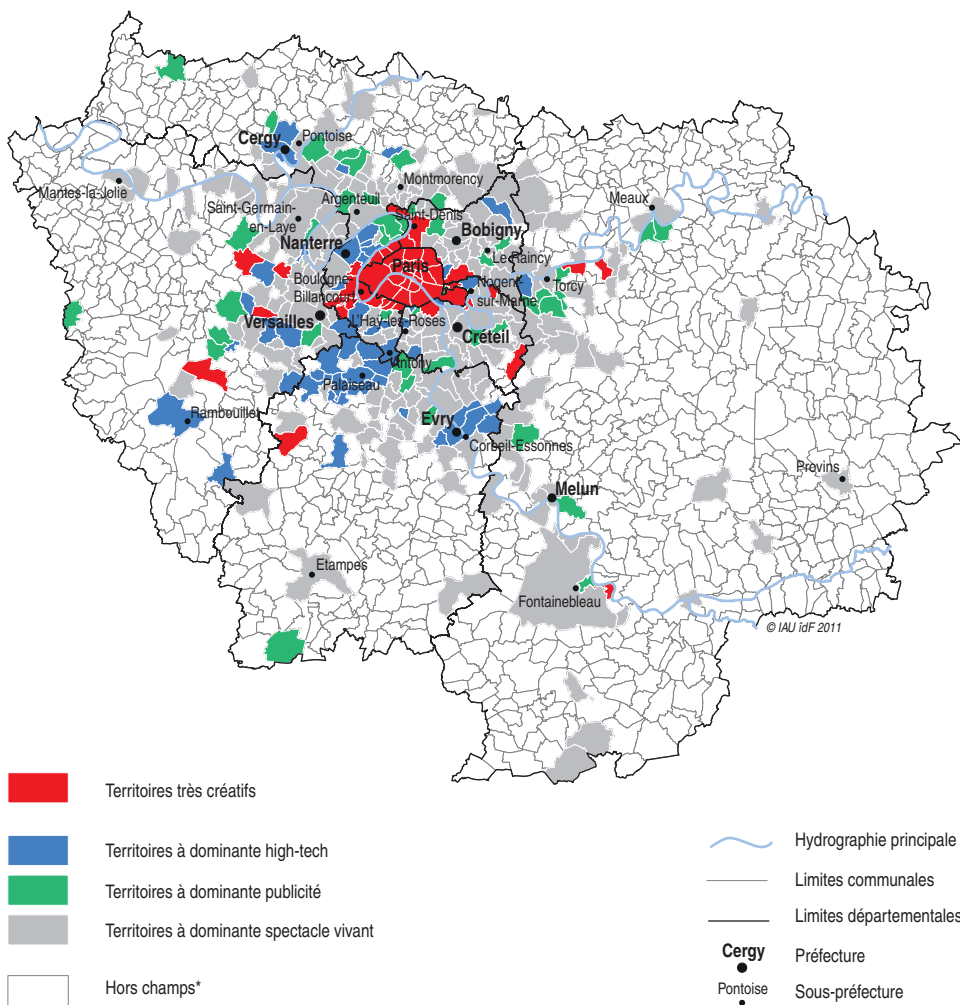 Cergy
Pontoise
Montmorency
Mantes-la-Jolie
Saint-Germain-
en-Laye
Argenteuil
Saint-Denis
Meaux
Nanterre
Bobigny
Le Raincy
Paris
Boulogne
Billancourt
Nogent
sur-Marne
Torcy
Versailles
L'Hay-les-Roses
Créteil
Antony
Palaiseau
Rambouillet
Evry
Corbeil-Essonnes
Provins
Melun
Etampes
Fontainebleau
© IAU îdF 2011
Territoires très créatifs
Territoires à dominante high-tech
Territoires à dominante publicité
Territoires à dominante spectacle vivant
Hors champs*
Hydrographie principale
Limites communales
Limites départementales
Cergy
Préfecture
Pontoise
Sous-préfecture